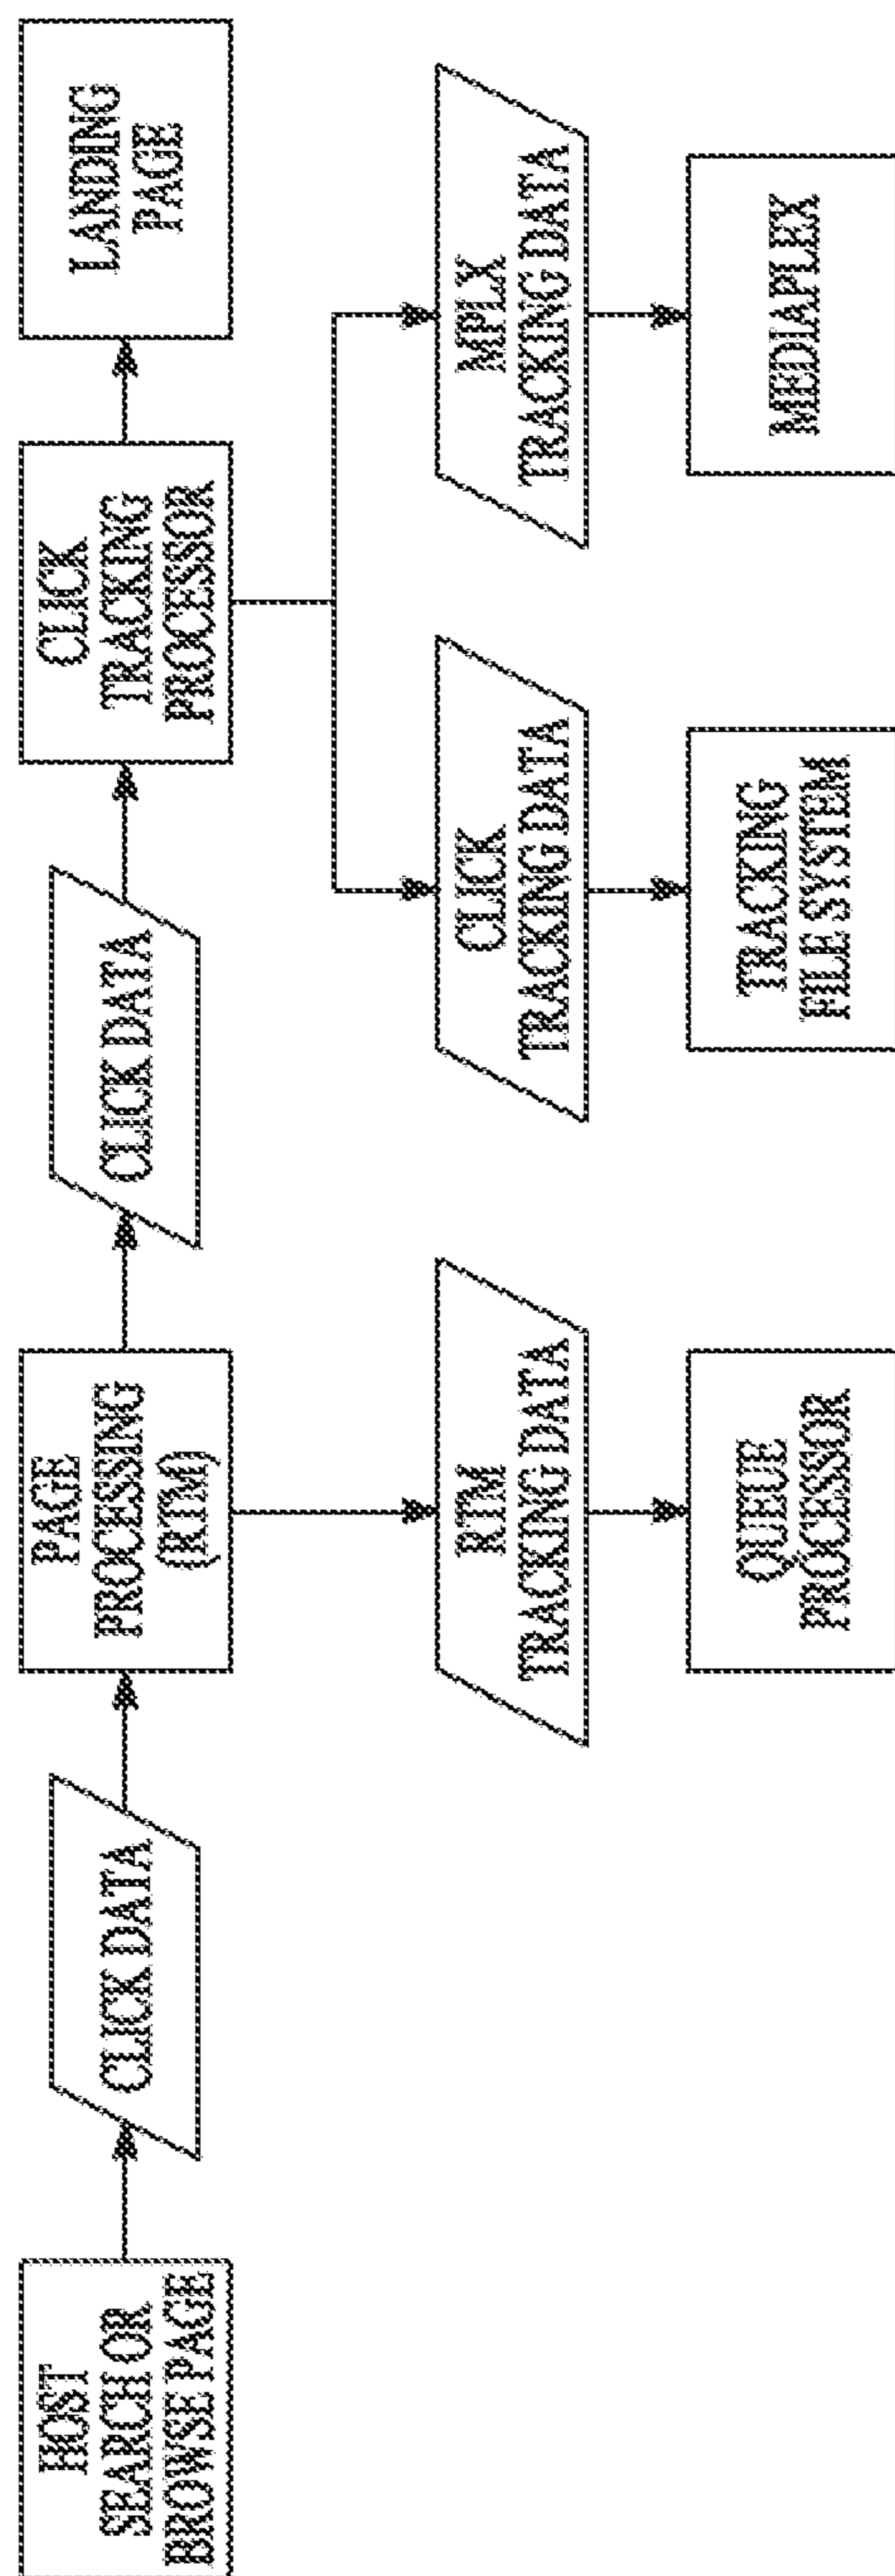 HOST
SEARCH OR
BROWSE PAGE
CLICK DATA
PAGE
PROCESSING
(RTM)
CLICK DATA
CLICK
TRACKING
PROCESSOR
LANDING
PAGE
RTM
TRACKING DATA
CLICK
TRACKING DATA
MPLX
TRACKING DATA
QUEUE
PROCESSOR
TRACKING
FILE SYSTEM
MEDIAPLEX